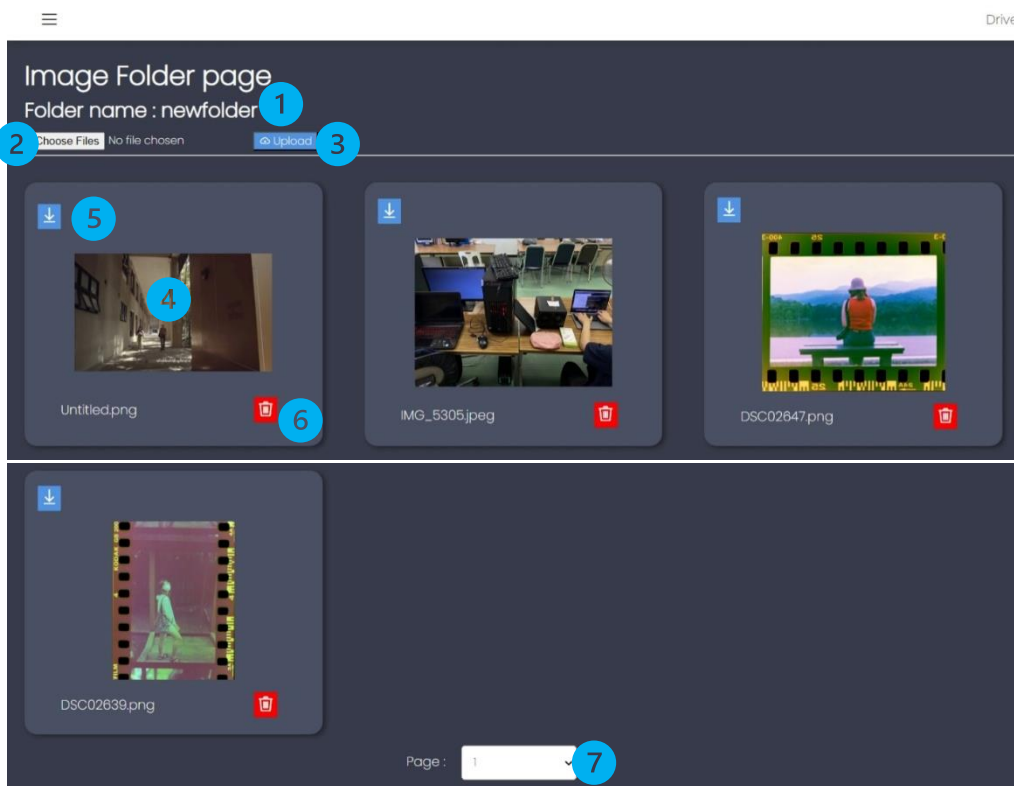 Drive
Image Folder page
Folder name : newfolder
1
2
Choose Files No file chosen
Upload
3
5
4
Untitled.png
6
IMG_5305.jpeg
DSC02647.png
DSC02639.png
Page :
1
7